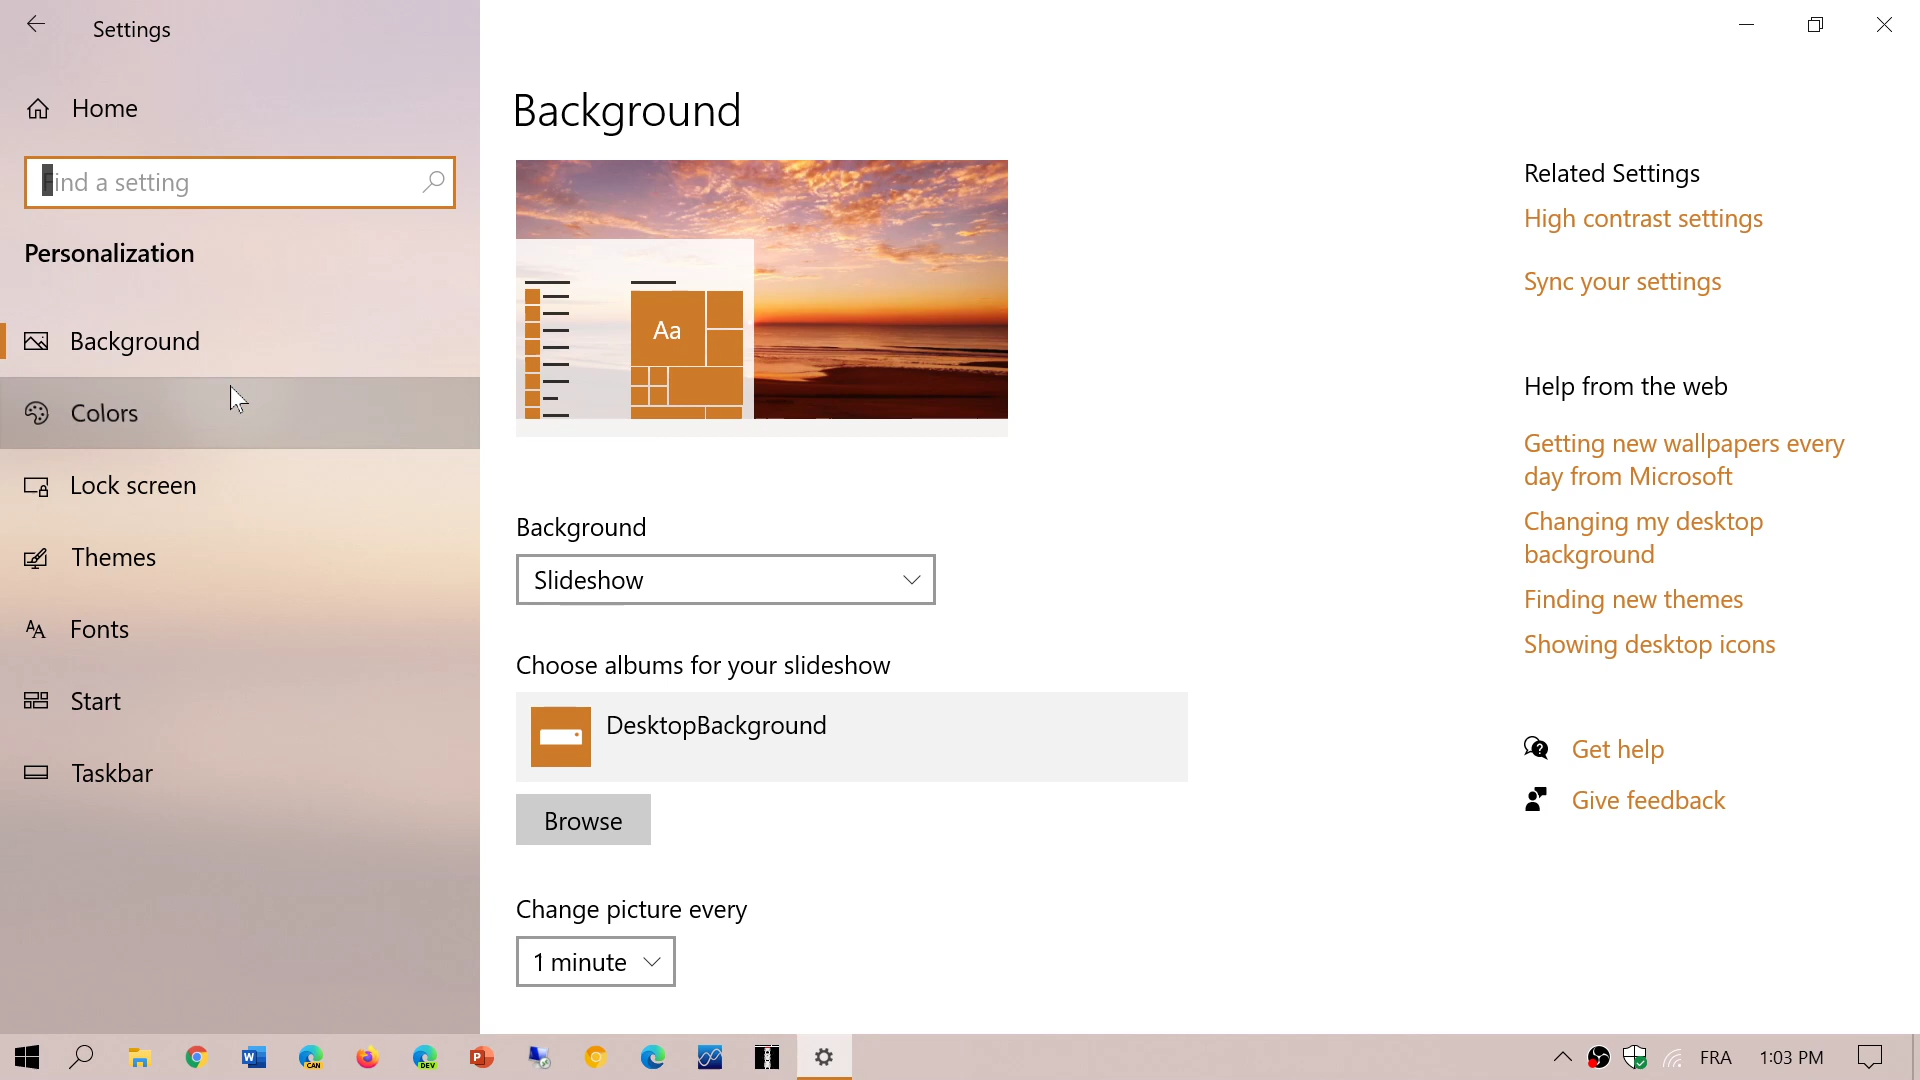 Settings
Home
Find a setting
Personalization
Background
Colors
Lock screen
Themes
Fonts
Start
Taskbar
Background
Aa
Background
Slideshow
Choose albums for your slideshow
DesktopBackground
Browse
Change picture every
1 minute
Related Settings
High contrast settings
Sync your settings
Help from the web
Getting new wallpapers every
day from Microsoft
Changing my desktop
background
Finding new themes
Showing desktop icons
Get help
Give feedback
W
CAN
DEV
P
FRA
1:03 PM